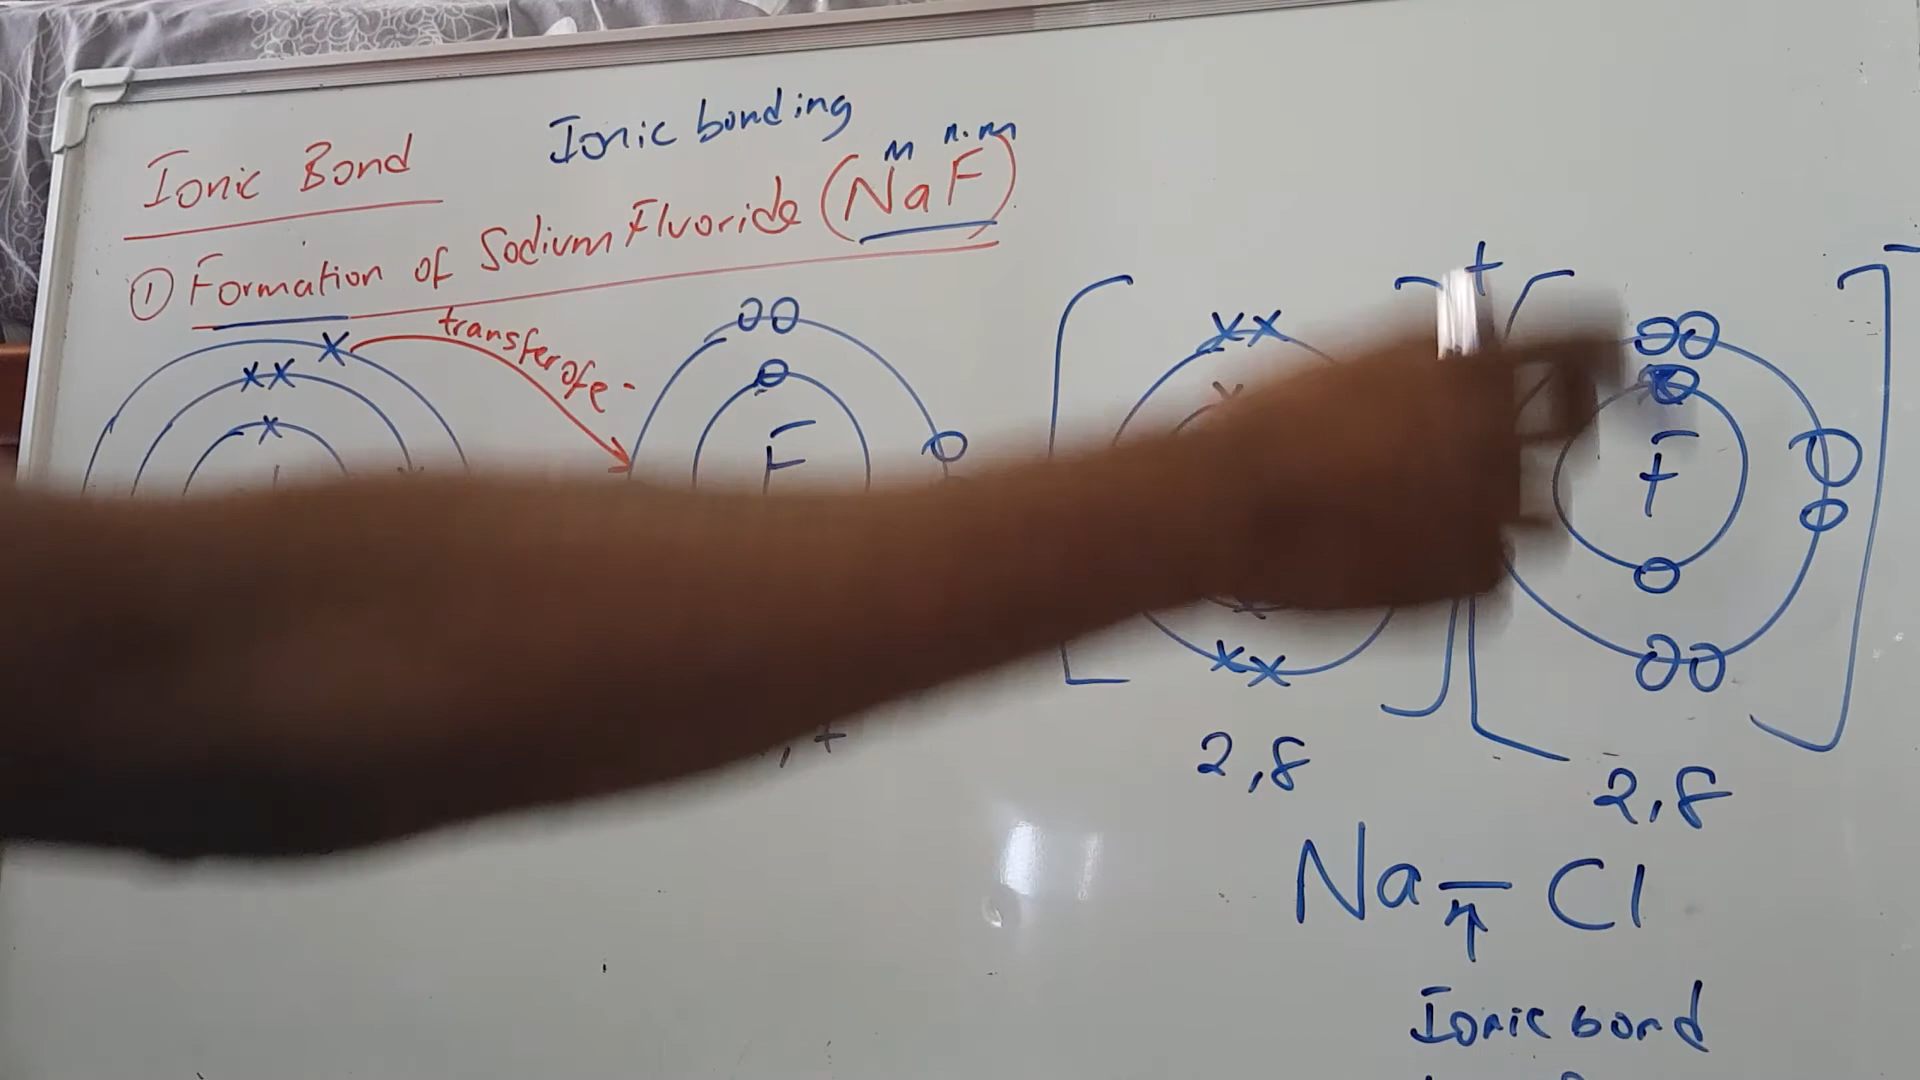 Ionic Bond
Ionic bonding
m n.m
① Formation of Sodium Fluoride (NaF)
transfer of e-
F
+
F
-
2,8
2,8
Na - Cl
Ionic bond